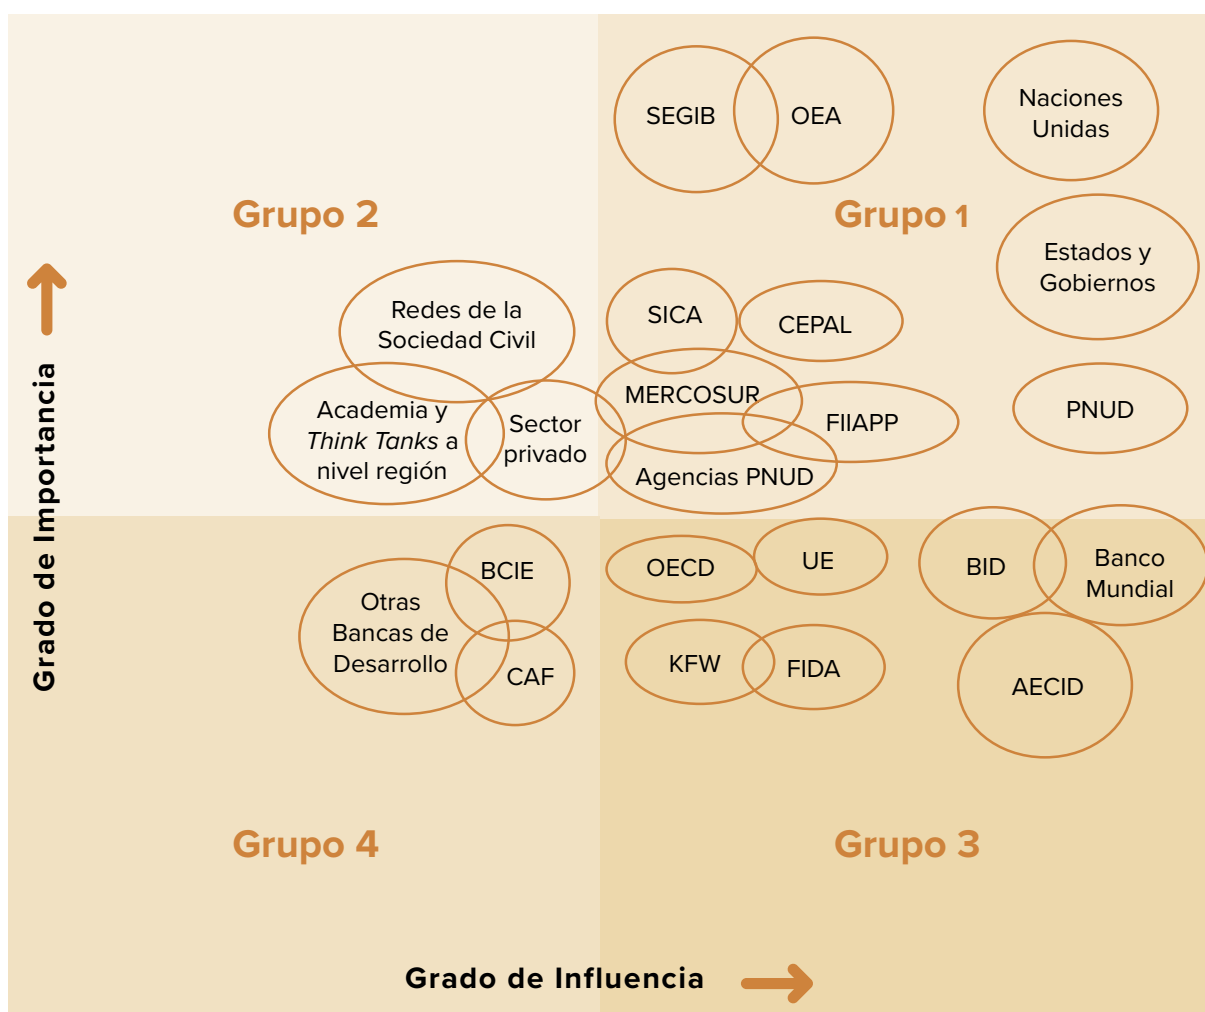 SEGIB
OEA
Naciones
Unidas
Grupo 2
Grupo 1
Estados y
Gobiernos
Redes de la
Sociedad Civil
SICA
CEPAL
Academia y
Think Tanks a
nivel región
Sector
privado
MERCOSUR
FIIAPP
PNUD
Agencias PNUD
Grado de Importancia
BCIE
Otras
Bancas de
Desarrollo
CAF
OECD
UE
BID
Banco
Mundial
KFW
FIDA
AECID
Grupo 4
Grupo 3
Grado de Influencia